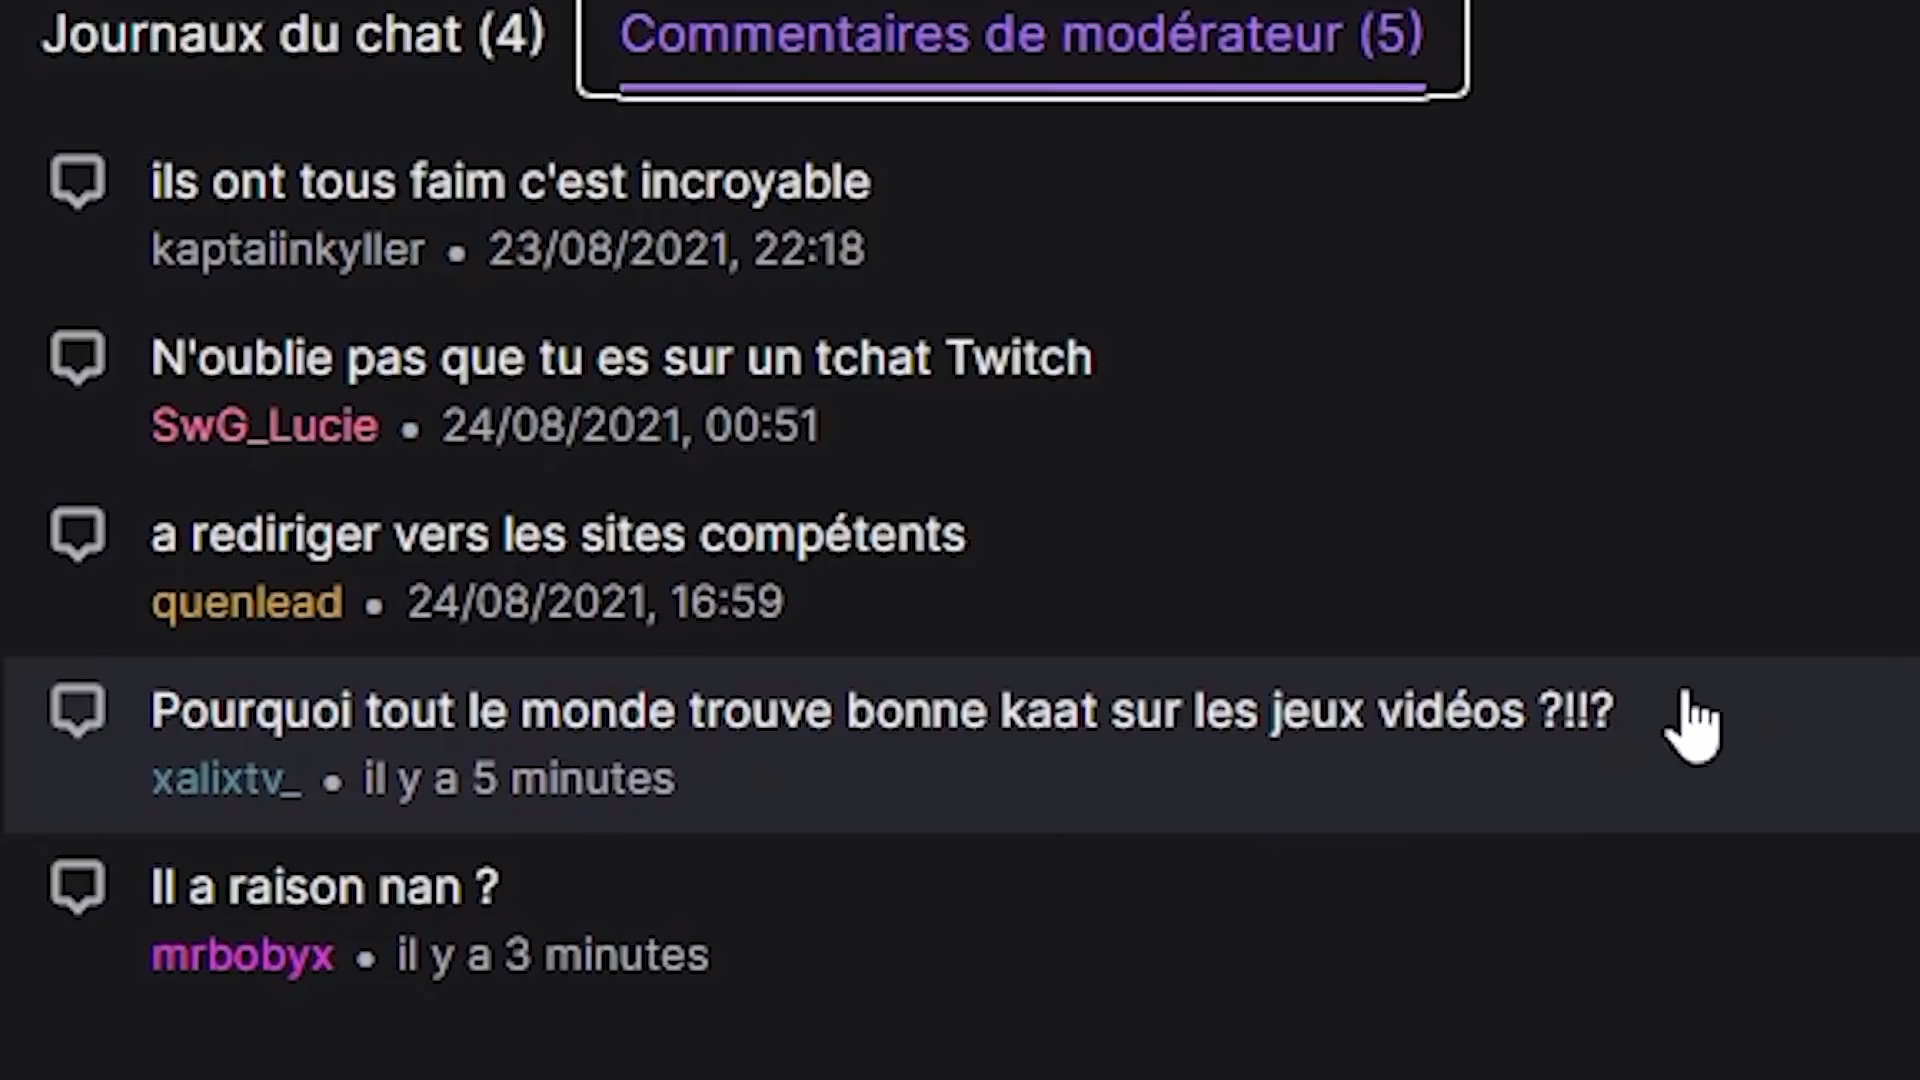 Journaux du chat (4) Commentaires de modérateur (5)
ils ont tous faim c'est incroyable
kaptaiinkyller • 23/08/2021, 22:18
N'oublie pas que tu es sur un tchat Twitch
SwG_Lucie • 24/08/2021, 00:51
a rediriger vers les sites compétents
quenlead • 24/08/2021, 16:59
Pourquoi tout le monde trouve bonne kaat sur les jeux vidéos ?!!?
xalixtv_ • il y a 5 minutes
Il a raison nan ?
mrbobyx • il y a 3 minutes